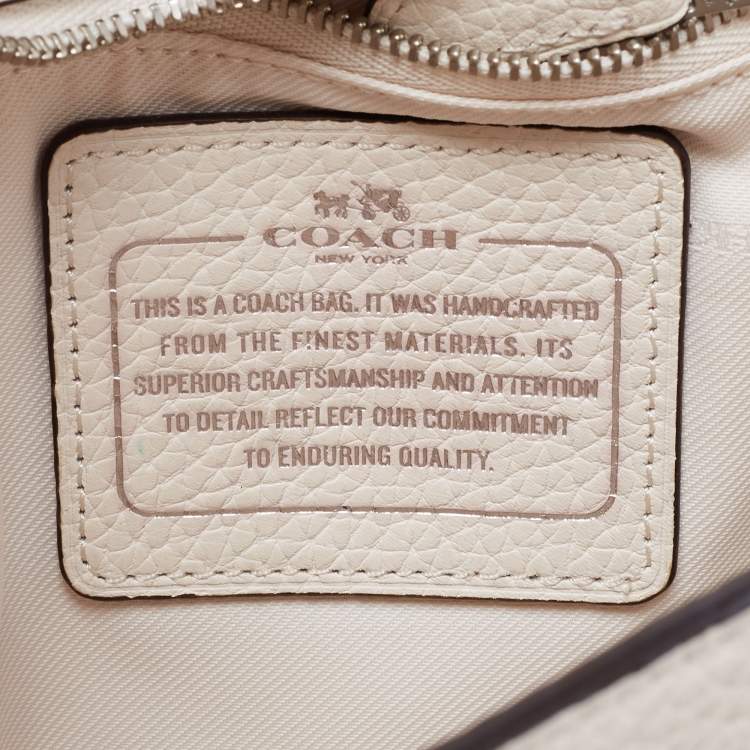 COACH
NEW YORK
THIS IS A COACH BAG. IT WAS HANDCRAFTED
FROM THE FINEST MATERIALS. ITS
SUPERIOR CRAFTSMANSHIP AND ATTENTION
TO DETAIL REFLECT OUR COMMITMENT
TO ENDURING QUALITY.